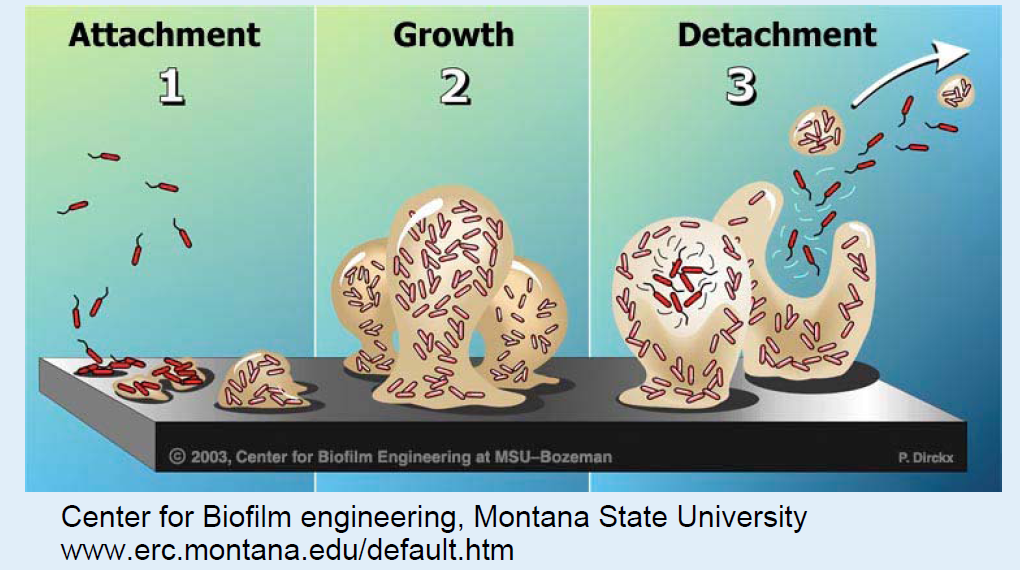 Attachment
1
Growth
2
Detachment
3
© 2003, Center for Biofilm Engineering at MSU–Bozeman
P. Dirckx
Center for Biofilm engineering, Montana State University
www.erc.montana.edu/default.htm